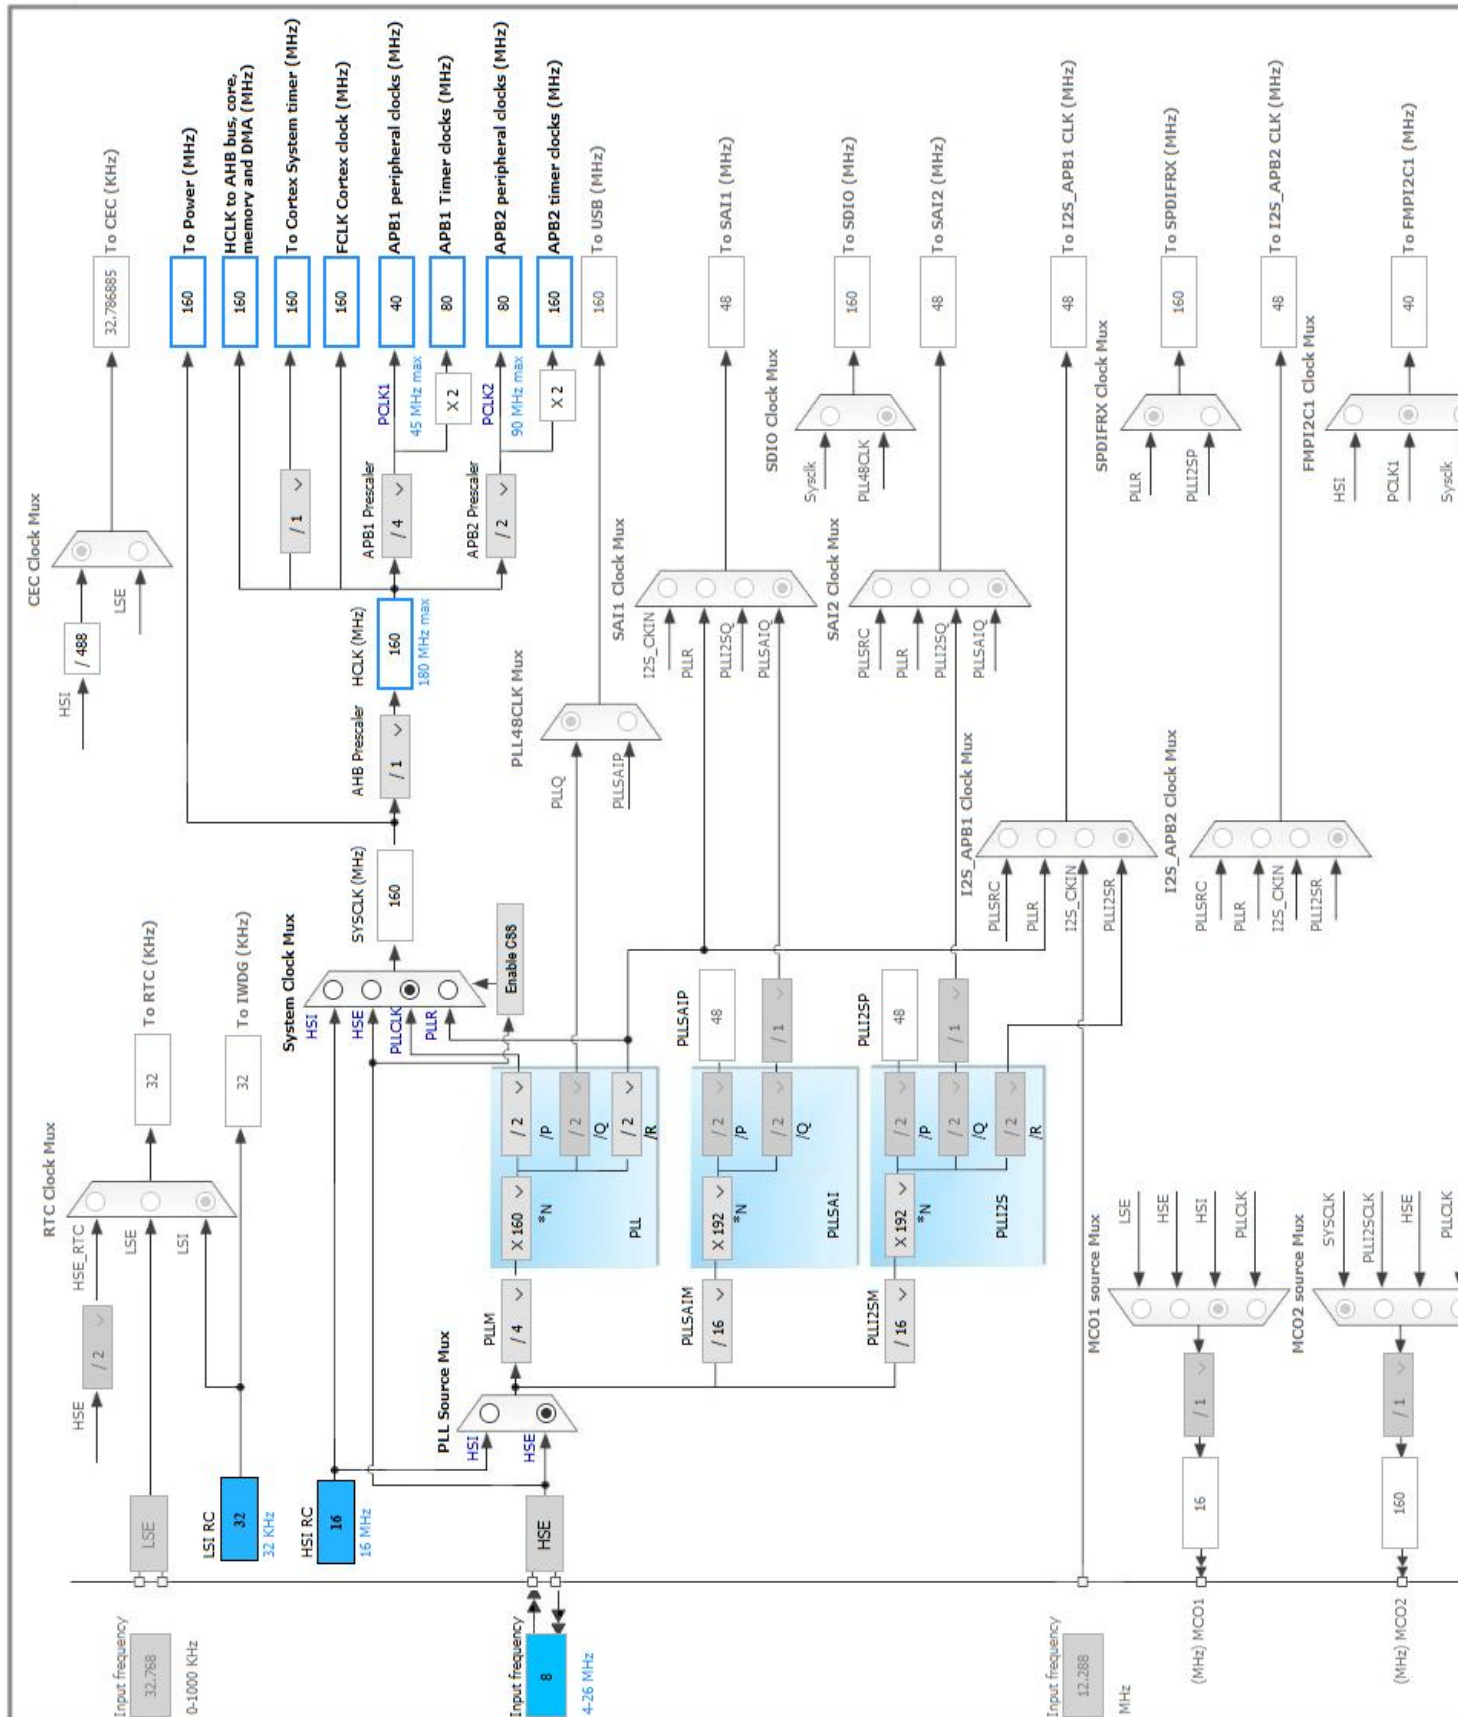 Input frequency
32.768
0-1000 KHz
LSE
HSE
/ 2
HSE_RTC
LSE
LSI
RTC Clock Mux
32
To RTC (KHz)
LSI RC
32
32 KHz
32
To IWDG (KHz)
HSI
/ 488
LSE
CEC Clock Mux
32.786885
To CEC (KHz)
HSI RC
16
16 MHz
System Clock Mux
HSI
HSE
PLLCLK
PLLR
Enable CSS
SYSCLK (MHz)
160
AHB Prescaler
/ 1
HCLK (MHz)
160
180 MHz max
160
To Power (MHz)
160
HCLK to AHB bus, core,
memory and DMA (MHz)
/ 1
160
To Cortex System timer (MHz)
160
FCLK Cortex clock (MHz)
APB1 Prescaler
/ 4
PCLK1
45 MHz max
40
APB1 peripheral clocks (MHz)
X 2
80
APB1 Timer clocks (MHz)
APB2 Prescaler
/ 2
PCLK2
90 MHz max
80
APB2 peripheral clocks (MHz)
X 2
160
APB2 timer clocks (MHz)
Input frequency
8
4-26 MHz
HSE
PLL Source Mux
HSI
HSE
PLLM
/ 4
X 160
*N
/ 2
/P
/ 2
/Q
/ 2
/R
PLL
PLL48CLK Mux
PLLQ
PLLSAIP
160
To USB (MHz)
PLLSAIM
/ 16
X 192
*N
/ 2
/P
/ 2
/Q
PLLSAI
PLLSAIP
48
/ 1
SAI1 Clock Mux
I2S_CKIN
PLLR
PLLI2SQ
PLLSAIQ
48
To SAI1 (MHz)
SDIO Clock Mux
Sysclk
PLL48CLK
160
To SDIO (MHz)
PLLI2SM
/ 16
X 192
*N
/ 2
/P
/ 2
/Q
/ 2
/R
PLLI2S
PLLI2SP
48
/ 1
SAI2 Clock Mux
PLLSRC
PLLR
PLLI2SQ
PLLSAIQ
48
To SAI2 (MHz)
I2S_APB1 Clock Mux
PLLSRC
PLLR
I2S_CKIN
PLLI2SR
48
To I2S_APB1 CLK (MHz)
SPDIFRX Clock Mux
PLLR
PLLI2SP
160
To SPDIFRX (MHz)
I2S_APB2 Clock Mux
PLLSRC
PLLR
I2S_CKIN
PLLI2SR
48
To I2S_APB2 CLK (MHz)
FMPI2C1 Clock Mux
HSI
PCLK1
Sysclk
40
To FMPI2C1 (MHz)
Input frequency
12.288
MHz
MCO1 source Mux
LSE
HSE
HSI
PLLCLK
/ 1
16
(MHz) MCO1
MCO2 source Mux
SYSCLK
PLLI2SCLK
HSE
PLLCLK
/ 1
160
(MHz) MCO2